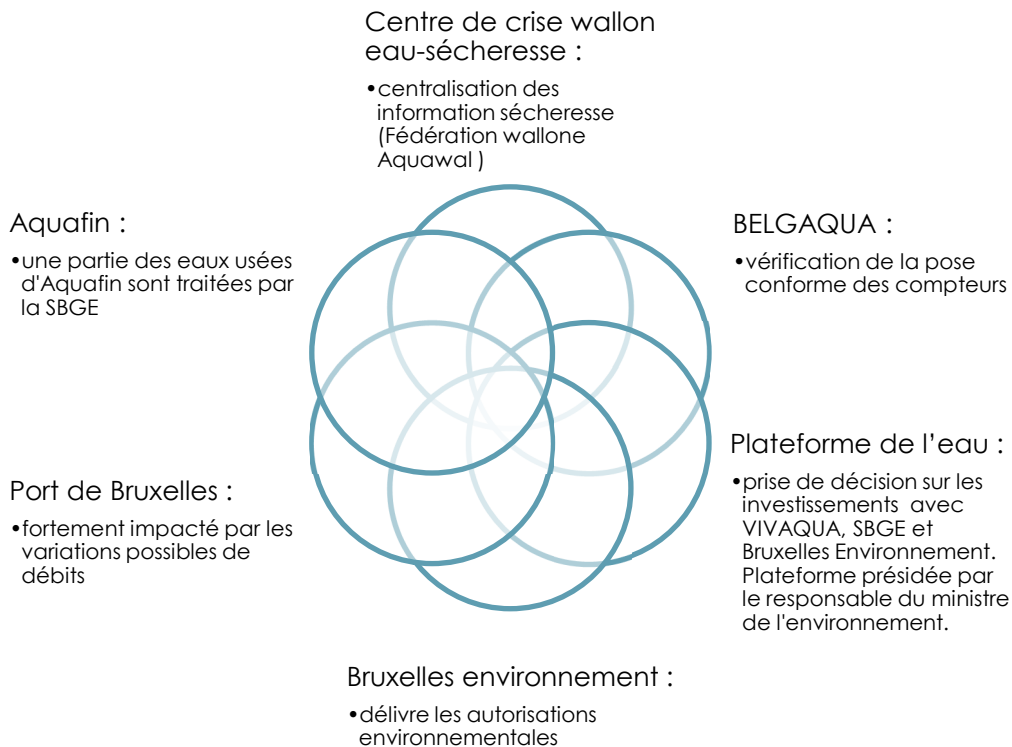 Centre de crise wallon
eau-sécheresse :
•centralisation des
information sécheresse
(Fédération wallone
Aquawal )
Aquafin :
•une partie des eaux usées
d'Aquafin sont traitées par
la SBGE
BELGAQUA :
•vérification de la pose
conforme des compteurs
Port de Bruxelles :
•fortement impacté par les
variations possibles de
débits
Plateforme de l’eau :
•prise de décision sur les
investissements avec
VIVAQUA, SBGE et
Bruxelles Environnement.
Plateforme présidée par
le responsable du ministre
de l'environnement.
Bruxelles environnement :
•délivre les autorisations
environnementales